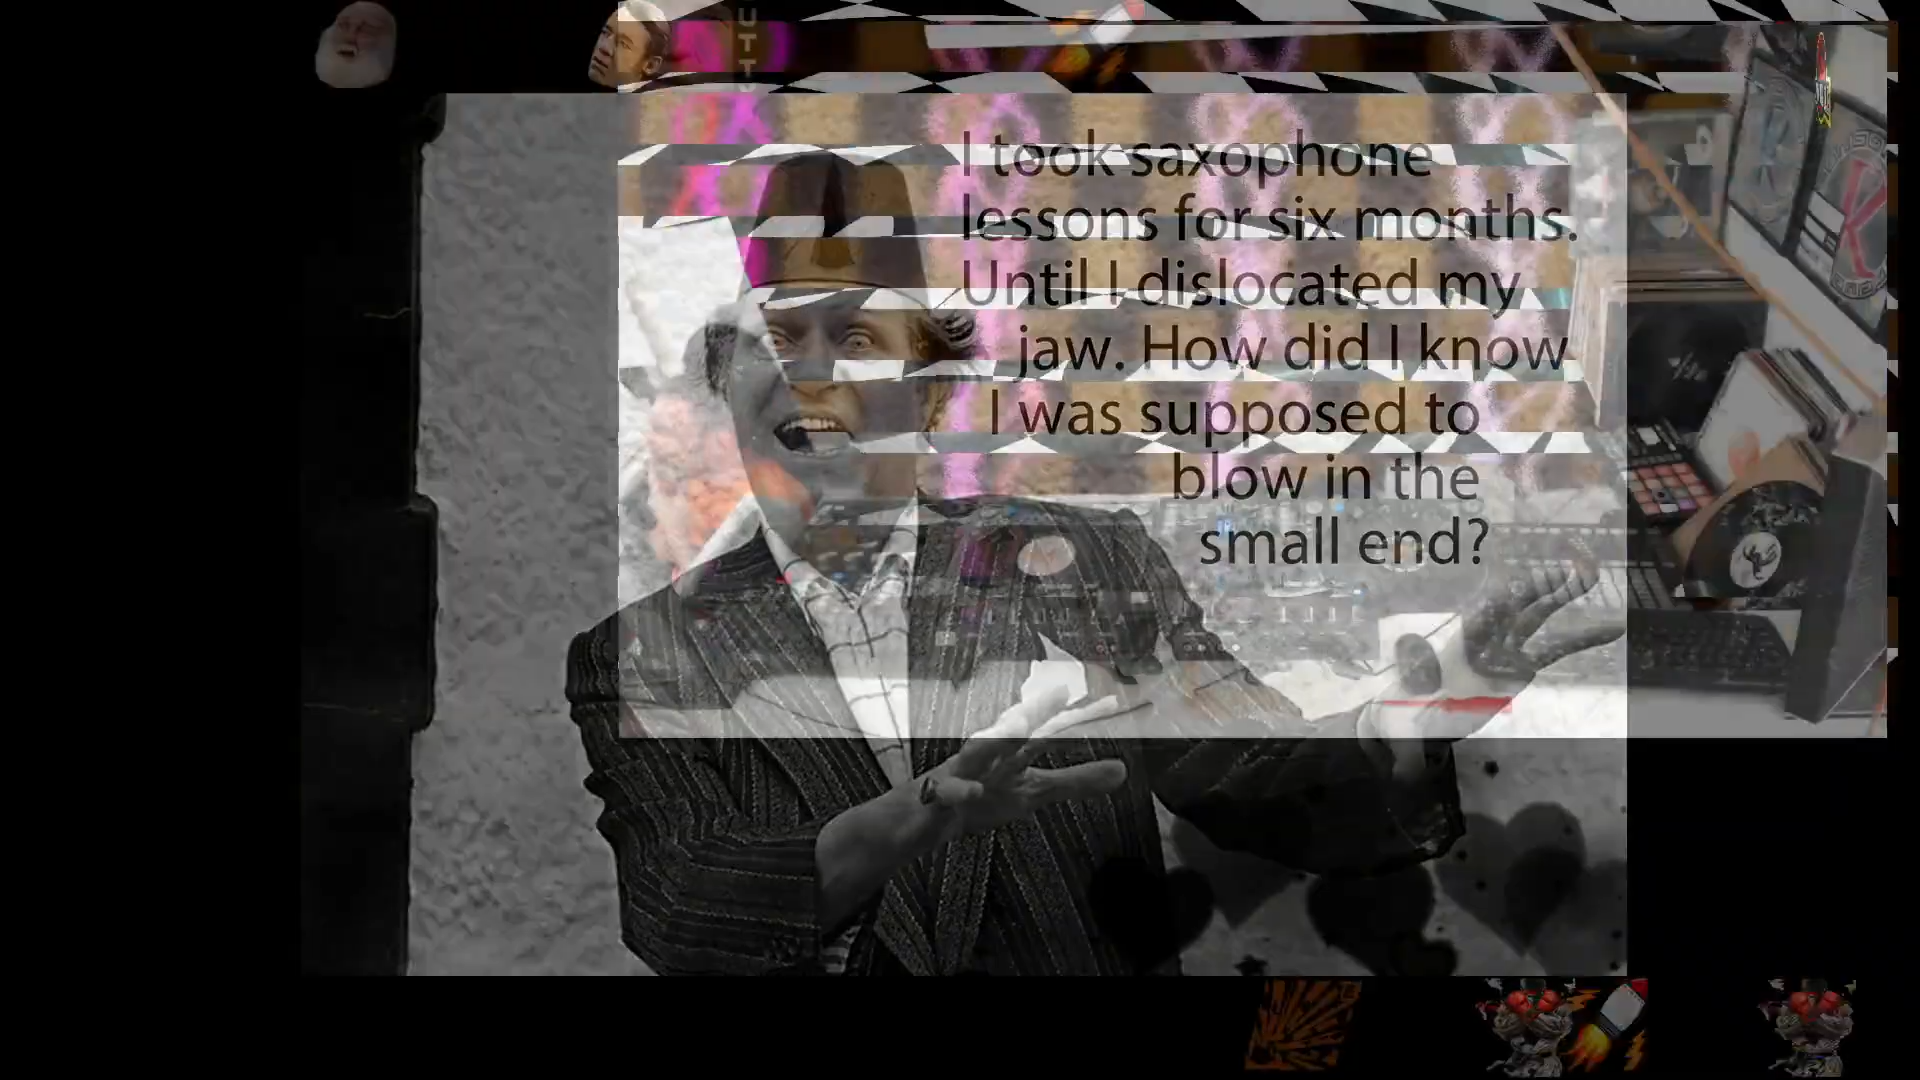 U
T
T
I took saxophone
lessons for six months.
Until I dislocated my
jaw. How did I know
I was supposed to
blow in the
small end?
K